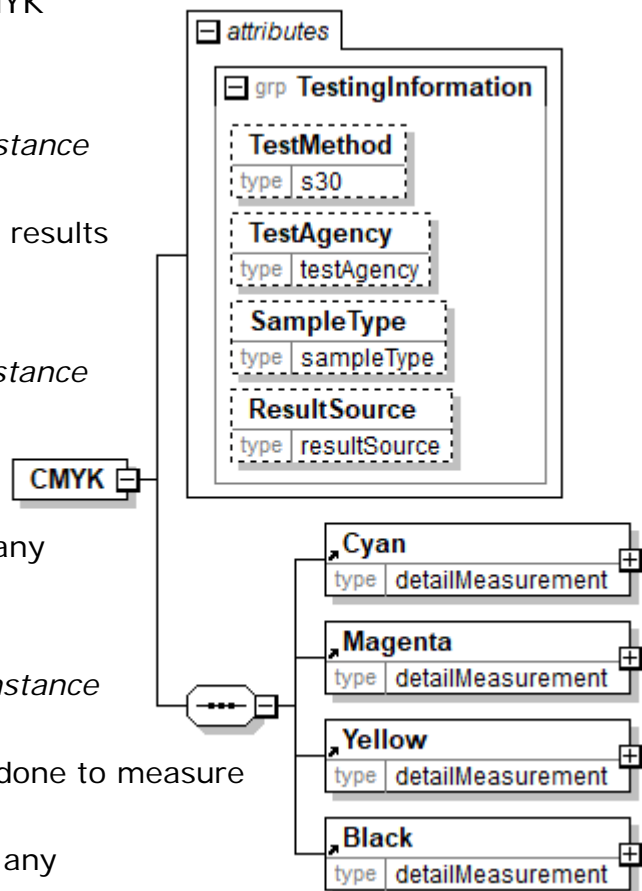 MYK
stance
results
stance
any
nstance
done to measure
any
attributes
grp TestingInformation
TestMethod
type s30
TestAgency
type testAgency
SampleType
type sampleType
ResultSource
type resultSource
CMYK
Cyan
type detailMeasurement
Magenta
type detailMeasurement
Yellow
type detailMeasurement
Black
type detailMeasurement